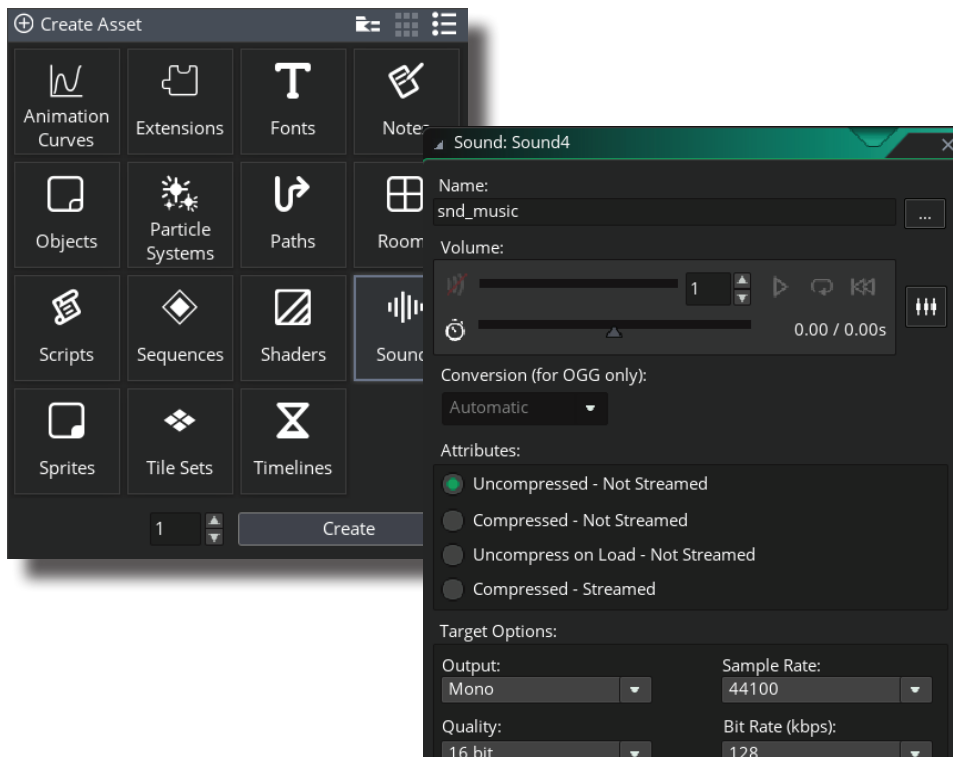 Create Asset
Animation Curves
Extensions
Fonts
Objects
Particle Systems
Paths
Scripts
Sequences
Shaders
Sprites
Tile Sets
Timelines
1
Create
Sound: Sound4
Name:
snd_music
...
Volume:
1
0.00 / 0.00s
Conversion (for OGG only):
Automatic
Attributes:
Uncompressed - Not Streamed
Compressed - Not Streamed
Uncompress on Load - Not Streamed
Compressed - Streamed
Target Options:
Output:
Sample Rate:
Mono
44100
Quality:
Bit Rate (kbps):
16 bit
128